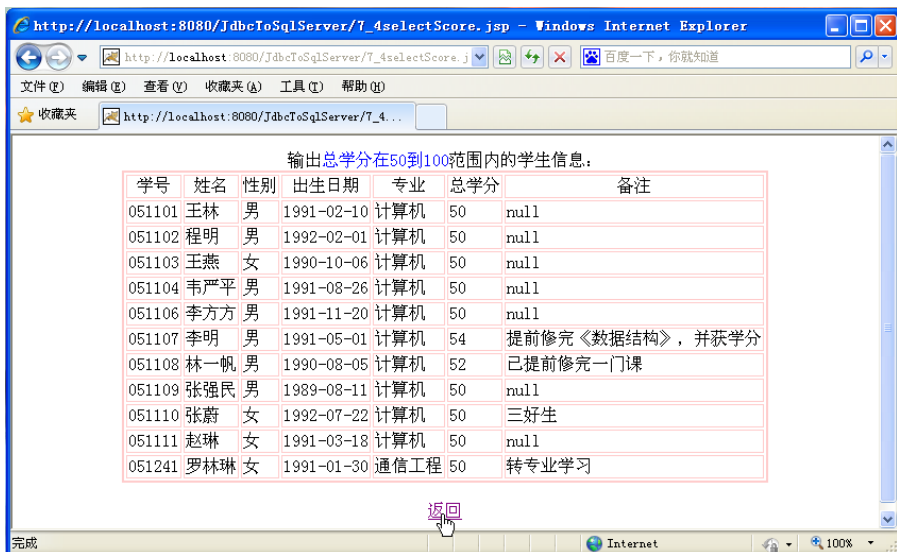 http://localhost:8080/JdbcToSqlServer/7_4selectScore.jsp - Windows Internet Explorer
http://localhost:8080/JdbcToSqlServer/7_4selectScore.j 百度一下，你就知道
文件(F) 编辑(E) 查看(V) 收藏夹(A) 工具(T) 帮助(H)
收藏夹 http://localhost:8080/JdbcToSqlServer/7_4...
输出总学分在50到100范围内的学生信息:
学号 姓名 性别 出生日期 专业 总学分 备注
051101 王林 男 1991-02-10 计算机 50 null
051102 程明 男 1992-02-01 计算机 50 null
051103 王燕 女 1990-10-06 计算机 50 null
051104 韦严平 男 1991-08-26 计算机 50 null
051106 李方方 男 1991-11-20 计算机 50 null
051107 李明 男 1991-05-01 计算机 54 提前修完《数据结构》，并获学分
051108 林一帆 男 1990-08-05 计算机 52 已提前修完一门课
051109 张强民 男 1989-08-11 计算机 50 null
051110 张蔚 女 1992-07-22 计算机 50 三好生
051111 赵琳 女 1991-03-18 计算机 50 null
051241 罗林琳 女 1991-01-30 通信工程 50 转专业学习
返回
完成 Internet 100%